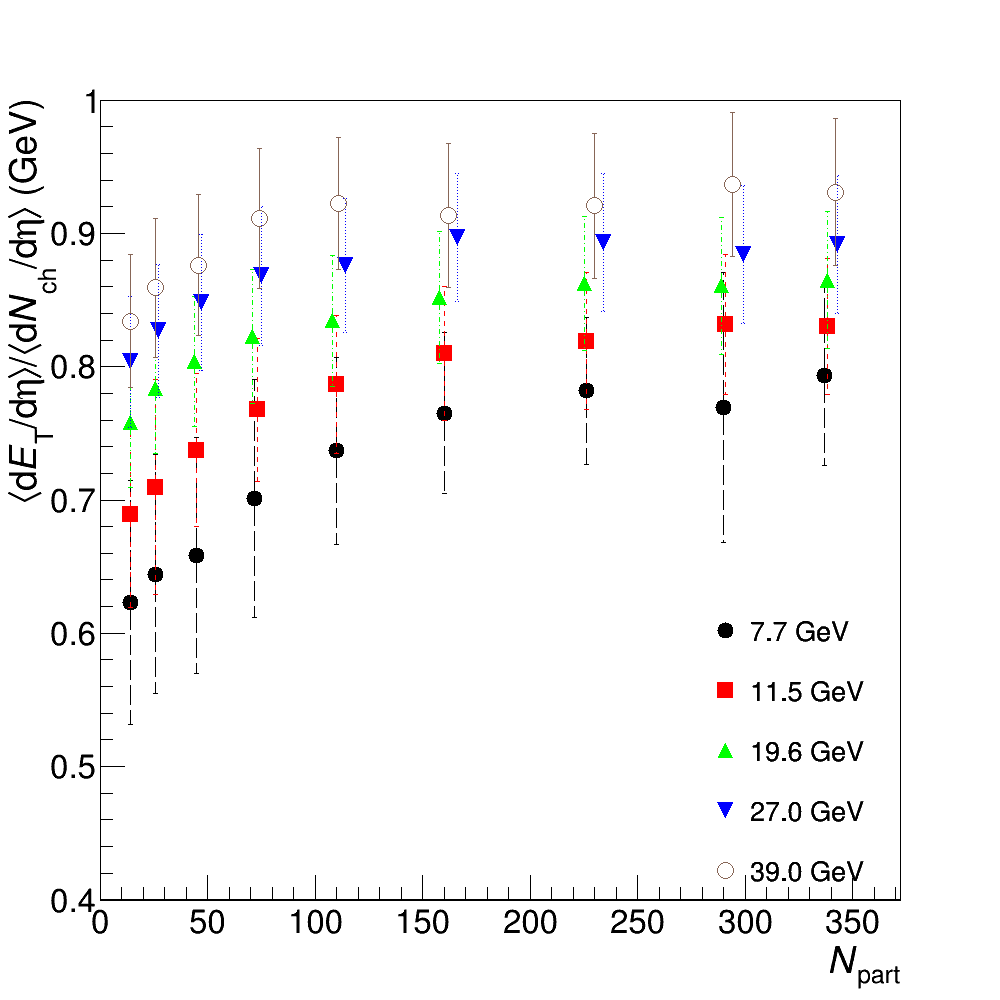 ⟨dE_T/dη⟩/⟨dN_ch/dη⟩ (GeV)
1
0.9
0.8
0.7
0.6
0.5
0.4
7.7 GeV
11.5 GeV
19.6 GeV
27.0 GeV
39.0 GeV
0 50 100 150 200 250 300 350
N_part